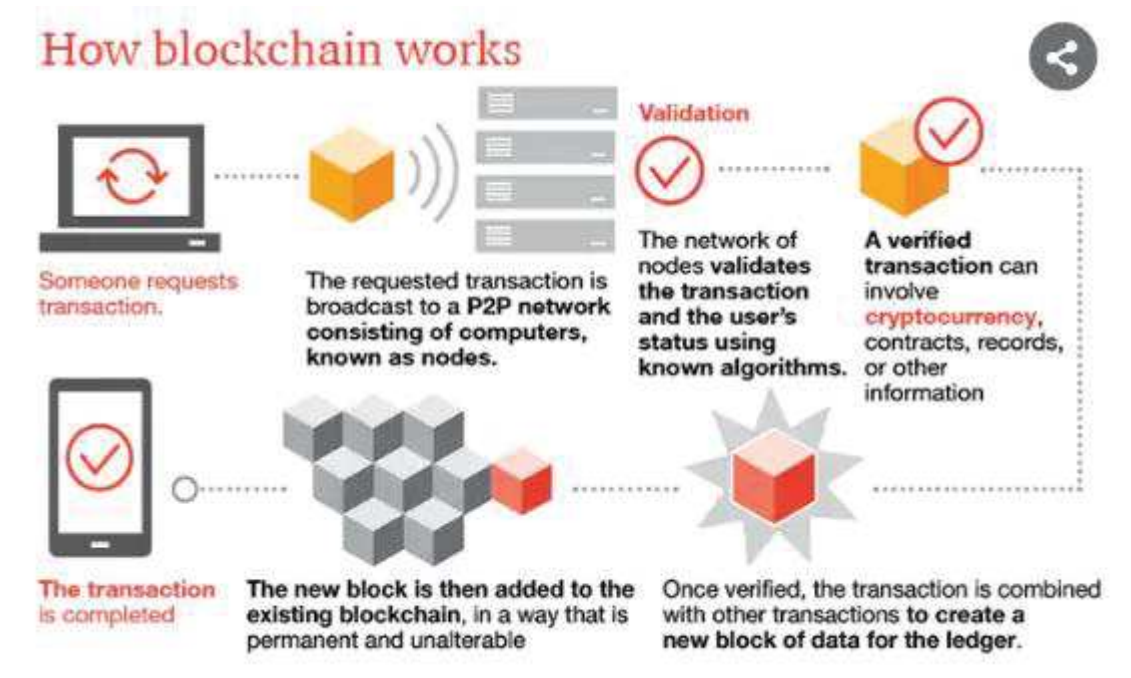 How blockchain works
Validation
Someone requests
transaction.
The requested transaction is
broadcast to a P2P network
consisting of computers,
known as nodes.
The network of
nodes validates
the transaction
and the user's
status using
known algorithms.
A verified
transaction can
involve
cryptocurrency,
contracts, records,
or other
information
The transaction
is completed
The new block is then added to the
existing blockchain, in a way that is
permanent and unalterable
Once verified, the transaction is combined
with other transactions to create a
new block of data for the ledger.